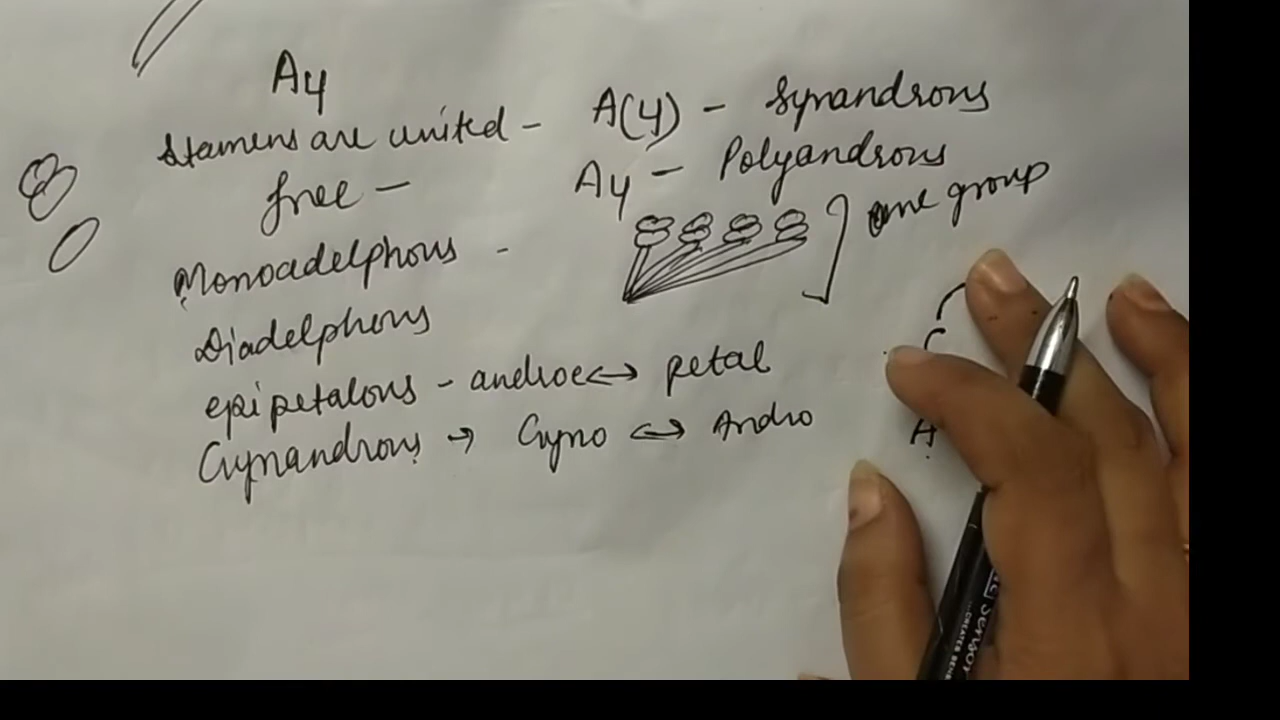 A4
Stamens are united - A(4) - Synandrous
free - A4 - Polyandrous
Monoadelphous - one group
Diadelphous
epipetalous - androe ↔ petal
Gynandrous → Gyno ↔ Andro
C
A